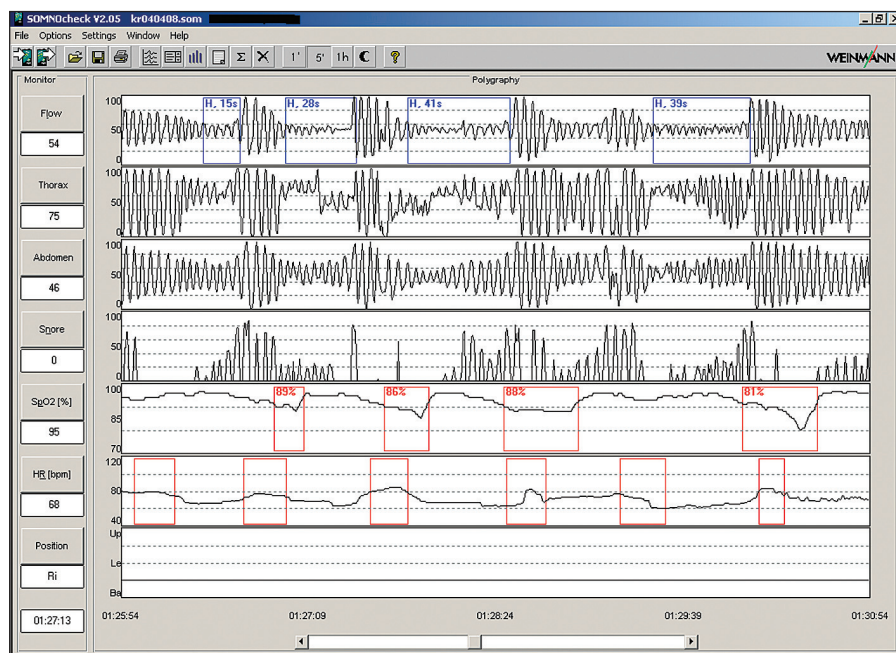 SOMNOcheck V2.05 kr040408.som
File Options Settings Window Help
1' 5' 1h Σ ?
WEINMANN
Monitor
Polygraphy
Flow
54
100
50
0
H, 15s
H, 28s
H, 41s
H, 39s
Thorax
75
100
50
0
Abdomen
46
100
50
0
Snore
0
100
50
0
SpO2 [%]
95
100
85
70
89%
86%
88%
81%
HR [bpm]
68
120
80
40
Position
Ri
Up
Le
Ba
01:27:13
01:25:54 01:27:09 01:28:24 01:29:39 01:30:54